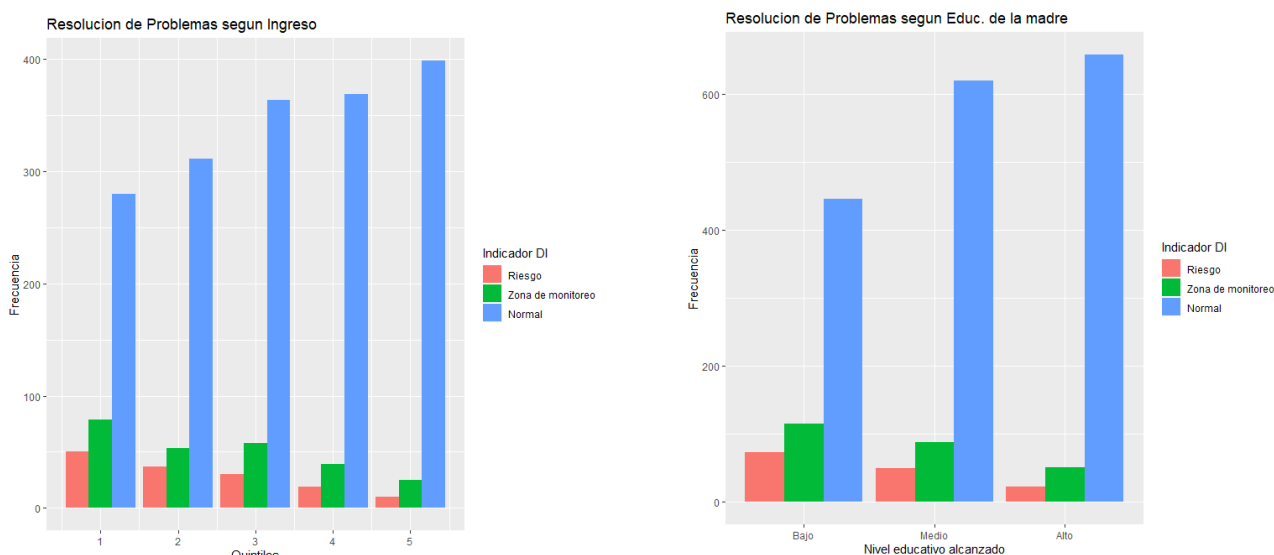 Resolucion de Problemas segun Ingreso
400
300
200
100
0
Frecuencia
1 2 3 4 5
Quintiles
Indicador DI
Riesgo
Zona de monitoreo
Normal
Resolucion de Problemas segun Educ. de la madre
600
400
200
0
Frecuencia
Bajo Medio Alto
Nivel educativo alcanzado
Indicador DI
Riesgo
Zona de monitoreo
Normal